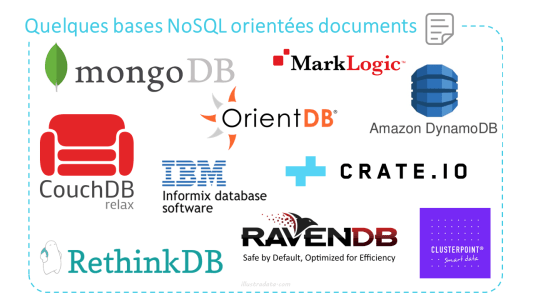 Quelques bases NoSQL orientées documents
mongoDB
MarkLogic™
OrientDB®
Amazon DynamoDB
CouchDB
relax
IBM
Informix database
software
CRATE.IO
RAVENDB
Safe by Default, Optimized for Efficiency
CLUSTERPOINT®
Smart data
RethinkDB